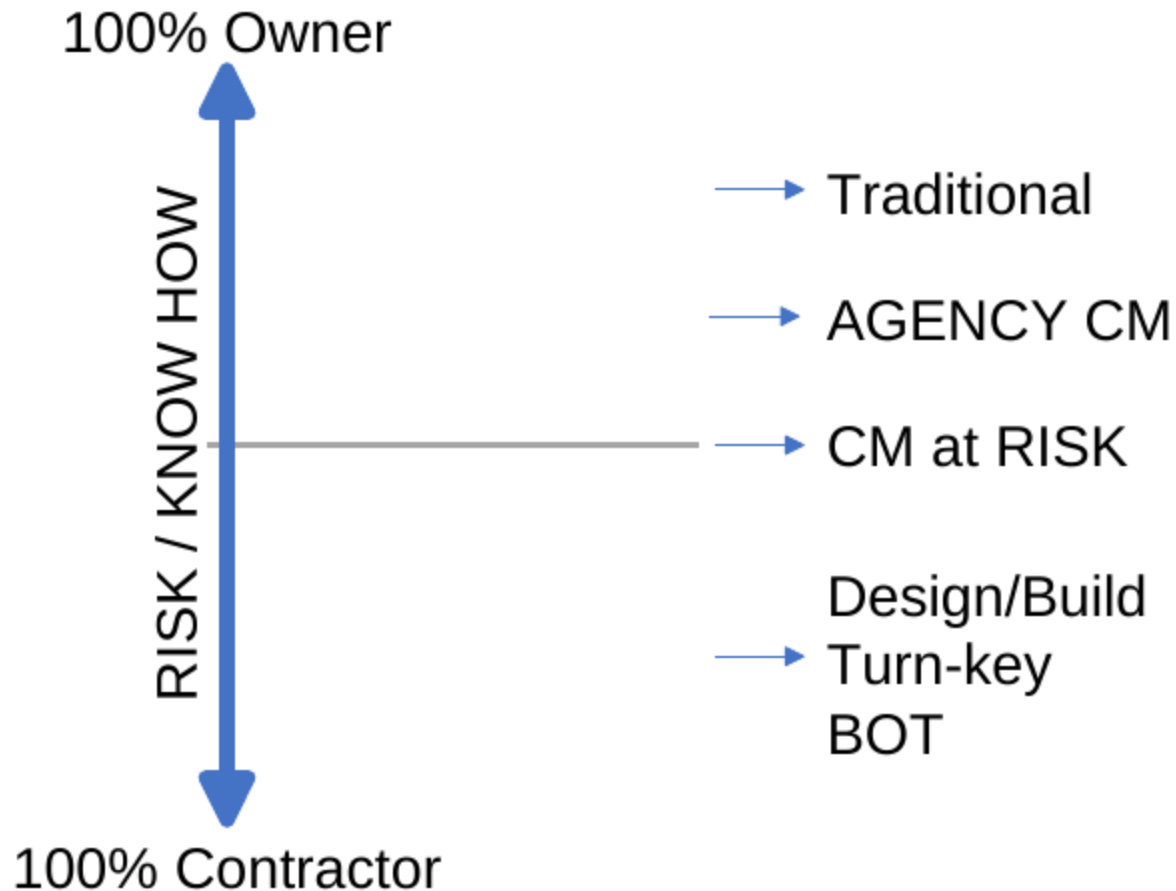 100% Owner
RISK / KNOW HOW
Traditional
AGENCY CM
CM at RISK
Design/Build
Turn-key
BOT
100% Contractor